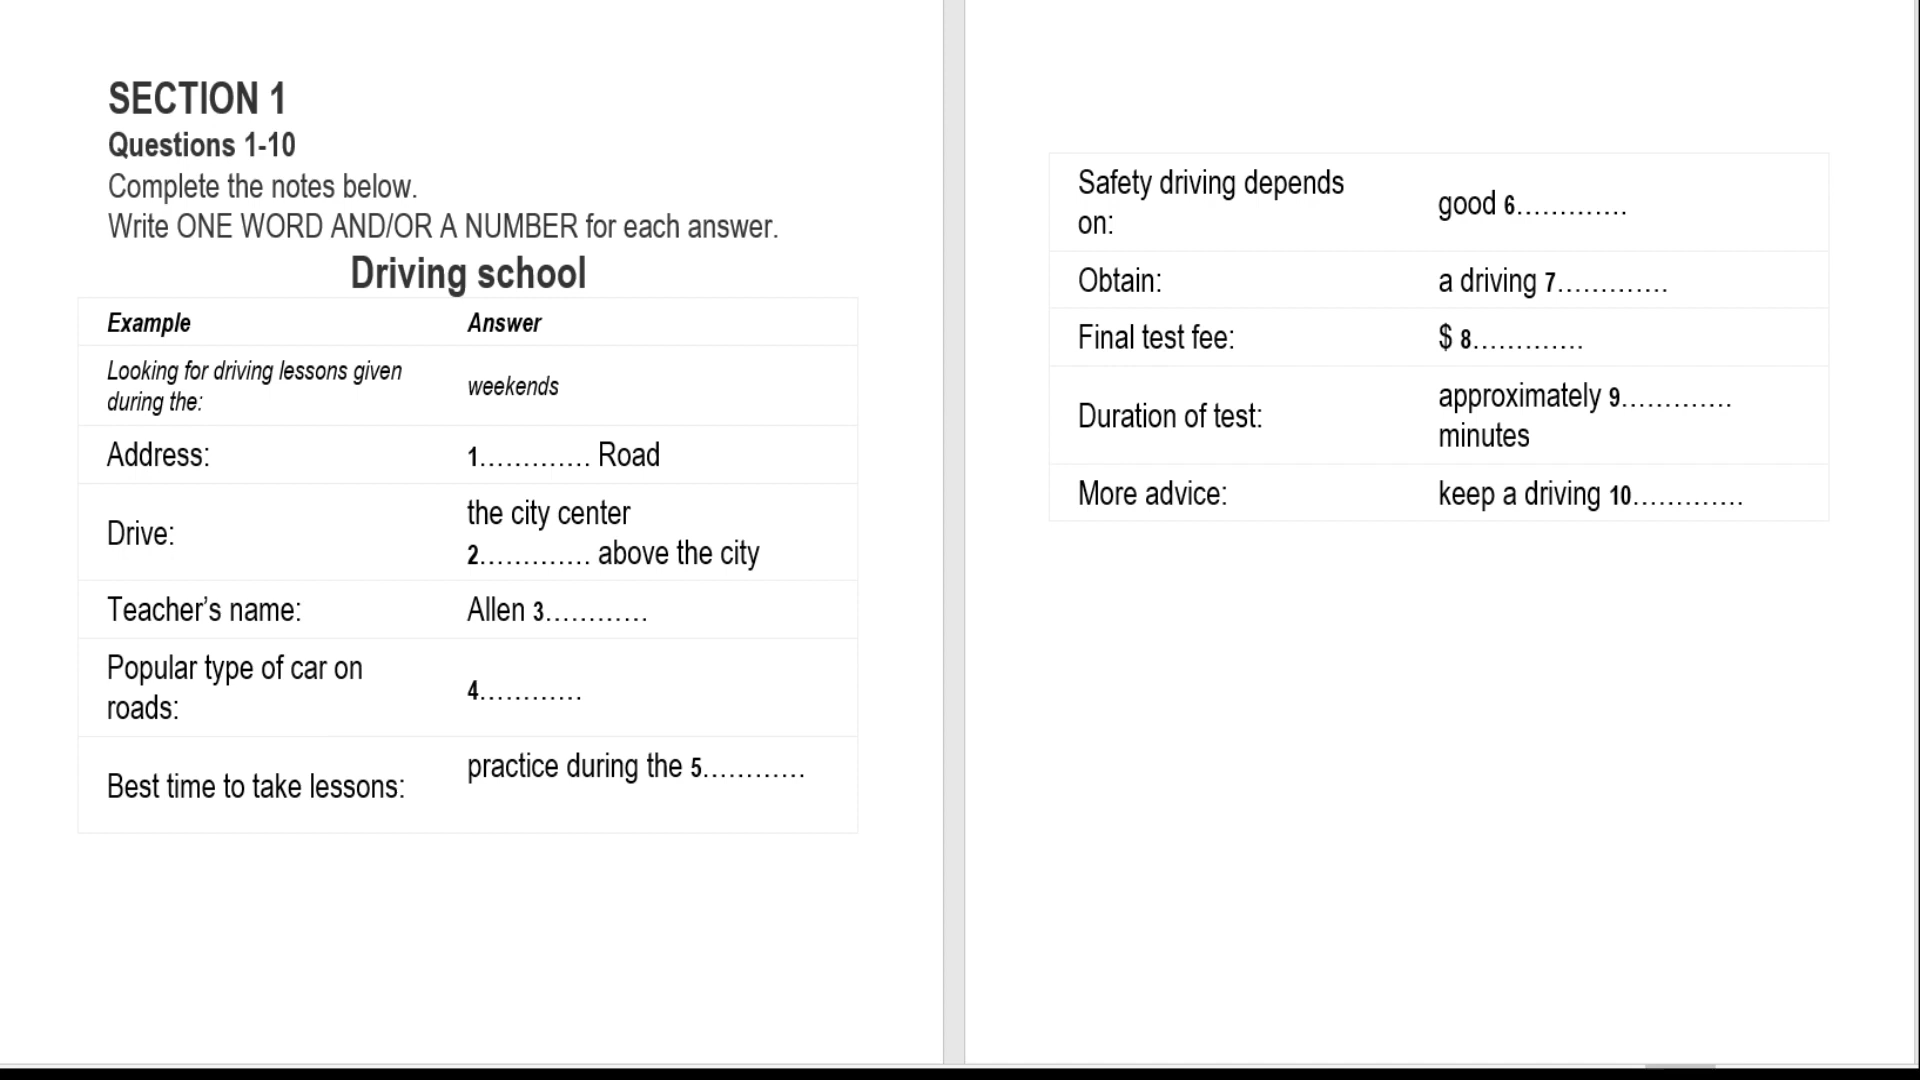 SECTION 1
Questions 1-10
Complete the notes below.
Write ONE WORD AND/OR A NUMBER for each answer.
Driving school
Example Answer
Looking for driving lessons given
during the:
weekends
Address: 1............. Road
Drive:
the city center
2............. above the city
Teacher’s name: Allen 3............
Popular type of car on
roads:
4............
Best time to take lessons:
practice during the 5............
Safety driving depends
on:
good 6.............
Obtain: a driving 7.............
Final test fee: $ 8.............
Duration of test:
approximately 9.............
minutes
More advice: keep a driving 10.............